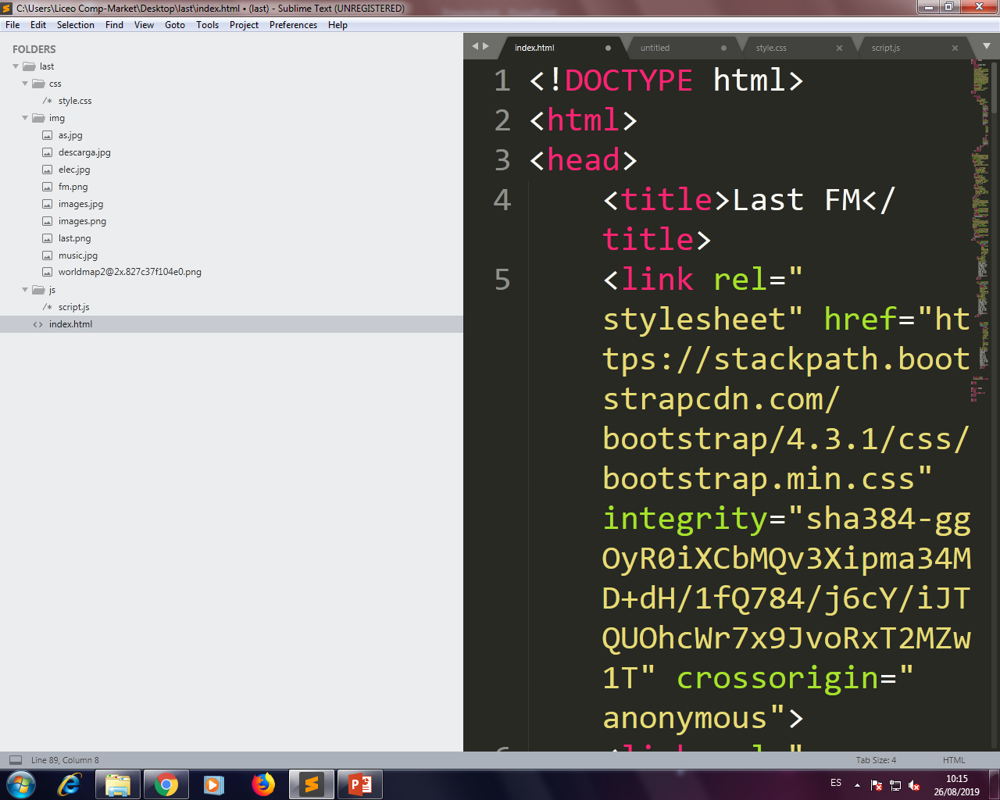 C:\Users\Liceo Comp-Market\Desktop\last\index.html • (last) - Sublime Text (UNREGISTERED)
File Edit Selection Find View Goto Tools Project Preferences Help
FOLDERS
last
css
/* style.css
img
as.jpg
descarga.jpg
elec.jpg
fm.png
images.jpg
images.png
last.png
music.jpg
worldmap2@2x.827c37f104e0.png
js
/* script.js
<> index.html
index.html untitled style.css script.js
1 <!DOCTYPE html>
2 <html>
3 <head>
4 <title>Last FM</
title>
5 <link rel="
stylesheet" href="ht
tps://stackpath.boot
strapcdn.com/
bootstrap/4.3.1/css/
bootstrap.min.css"
integrity="sha384-gg
OyR0iXCbMQv3Xipma34M
D+dH/1fQ784/j6cY/iJT
QUOhcWr7x9JvoRxT2MZw
1T" crossorigin="
anonymous">
6 <link rel="
Line 89, Column 8 Tab Size: 4 HTML
ES 10:15
26/08/2019